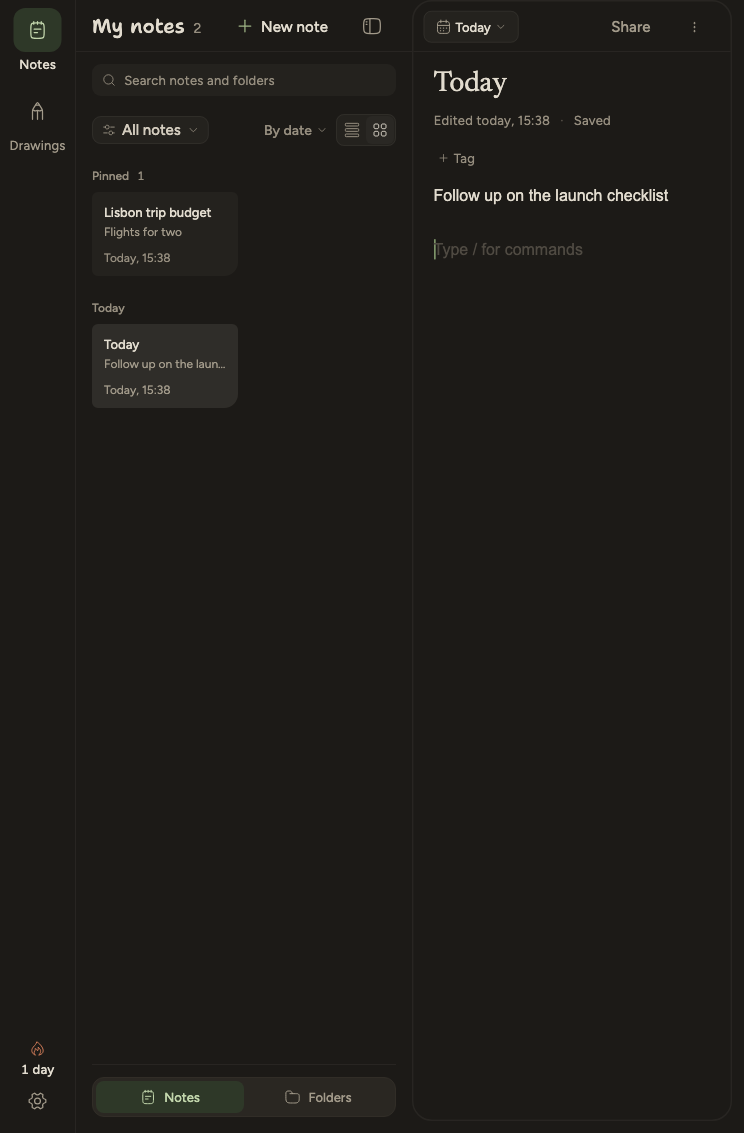 Notes
Drawings
1 day
My notes 2
New note
Search notes and folders
All notes
By date
Pinned 1
Lisbon trip budget
Flights for two
Today, 15:38
Today
Today
Follow up on the laun...
Today, 15:38
Notes
Folders
Today
Share
Today
Edited today, 15:38 · Saved
+ Tag
Follow up on the launch checklist
Type / for commands